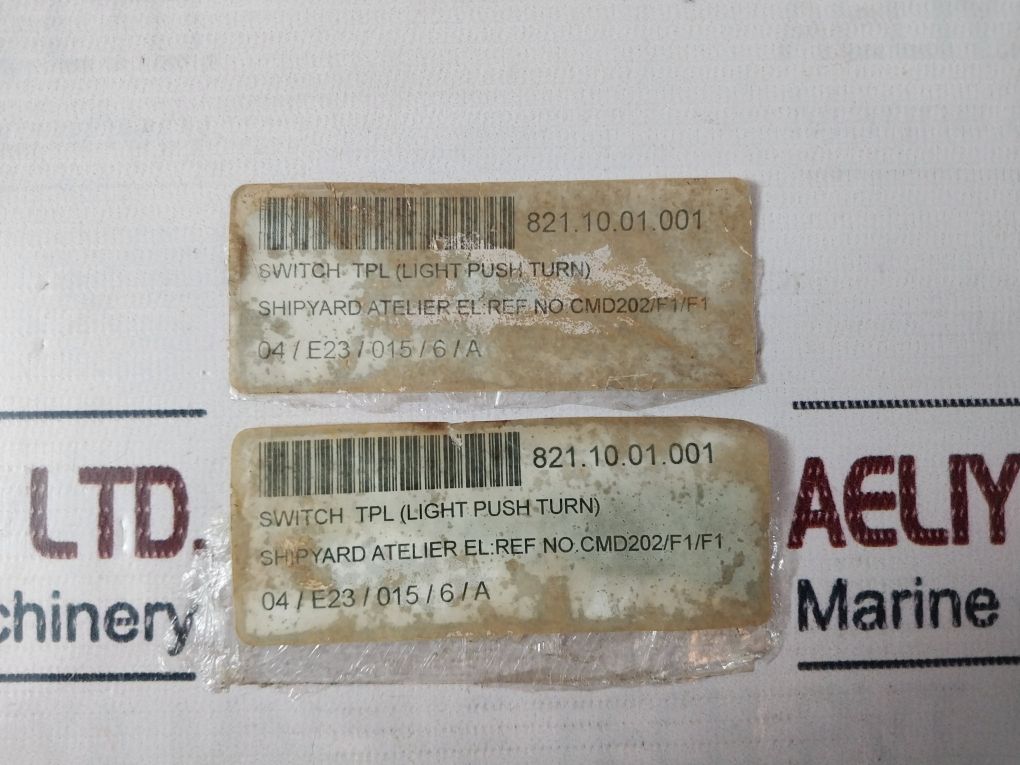 821.10.01.001
SWITCH TPL (LIGHT PUSH TURN)
SHIPYARD ATELIER EL:REF NO.CMD202/F1/F1
04 / E23 / 015 / 6 / A
821.10.01.001
SWITCH TPL (LIGHT PUSH TURN)
SHIPYARD ATELIER EL:REF NO.CMD202/F1/F1
04 / E23 / 015 / 6 / A
LTD.
chinery
AELIY
Marine